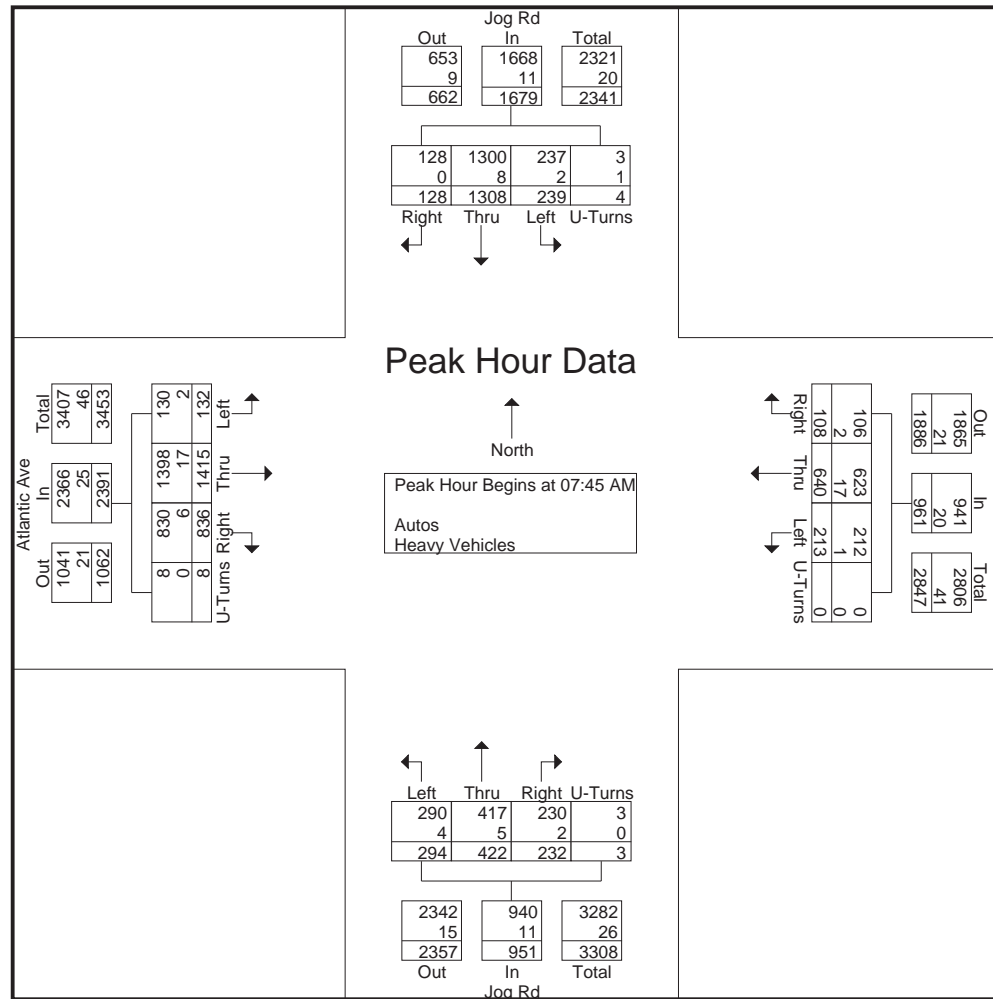 Jog Rd
Out In Total
653 1668 2321
9 11 20
662 1679 2341
128 1300 237 3
0 8 2 1
128 1308 239 4
Right Thru Left U-Turns
Peak Hour Data
North
Peak Hour Begins at 07:45 AM
Autos
Heavy Vehicles
Atlantic Ave
Out In Total
1041 2366 3407
21 25 46
1062 2391 3453
8 830 1398 130
0 6 17 2
8 836 1415 132
U-Turns Right Thru Left
Out In Total
1865 941 2806
21 20 41
1886 961 2847
106 623 212 0
2 17 1 0
108 640 213 0
Right Thru Left U-Turns
Left Thru Right U-Turns
290 417 230 3
4 5 2 0
294 422 232 3
2342 940 3282
15 11 26
2357 951 3308
Out In Total
Jog Rd